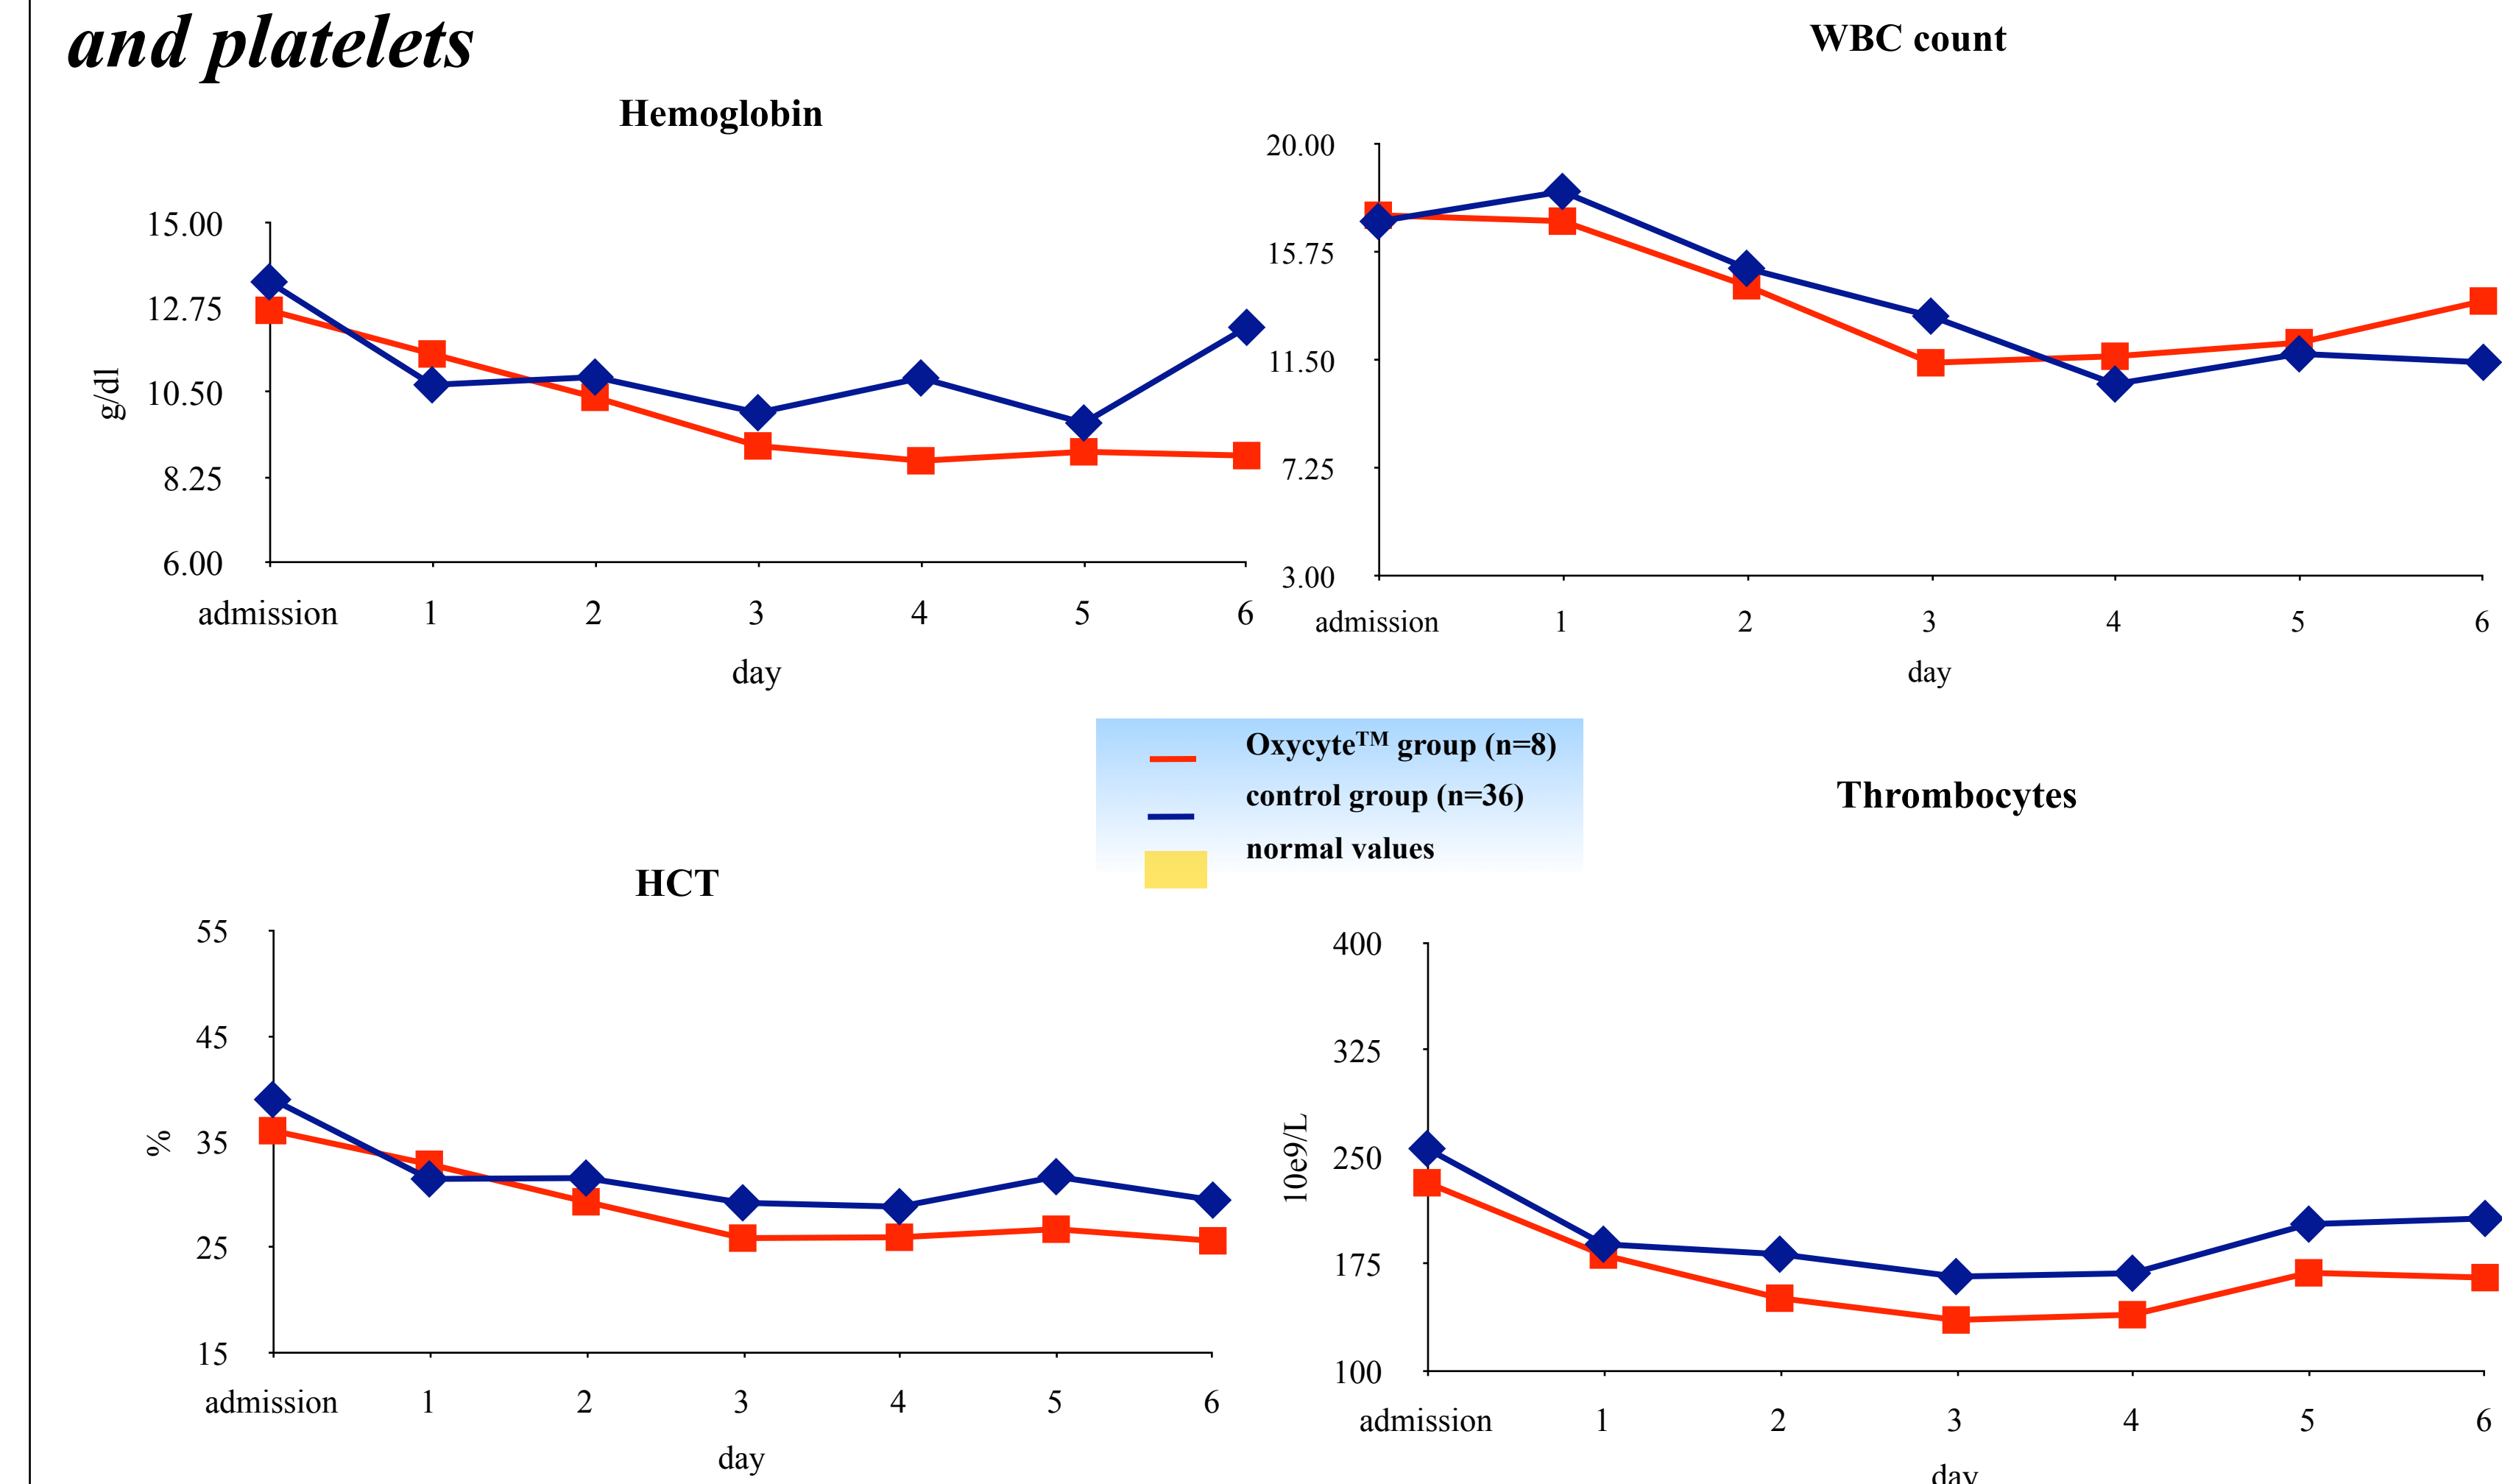 and platelets
Hemoglobin
15.00
12.75
10.50
8.25
6.00
g/dl
admission 1 2 3 4 5 6
day
WBC count
20.00
15.75
11.50
7.25
3.00
admission 1 2 3 4 5 6
day
Oxycyte™ group (n=8)
control group (n=36)
normal values
HCT
55
45
35
25
15
%
admission 1 2 3 4 5 6
day
Thrombocytes
400
325
250
175
100
10e9/L
admission 1 2 3 4 5 6
day